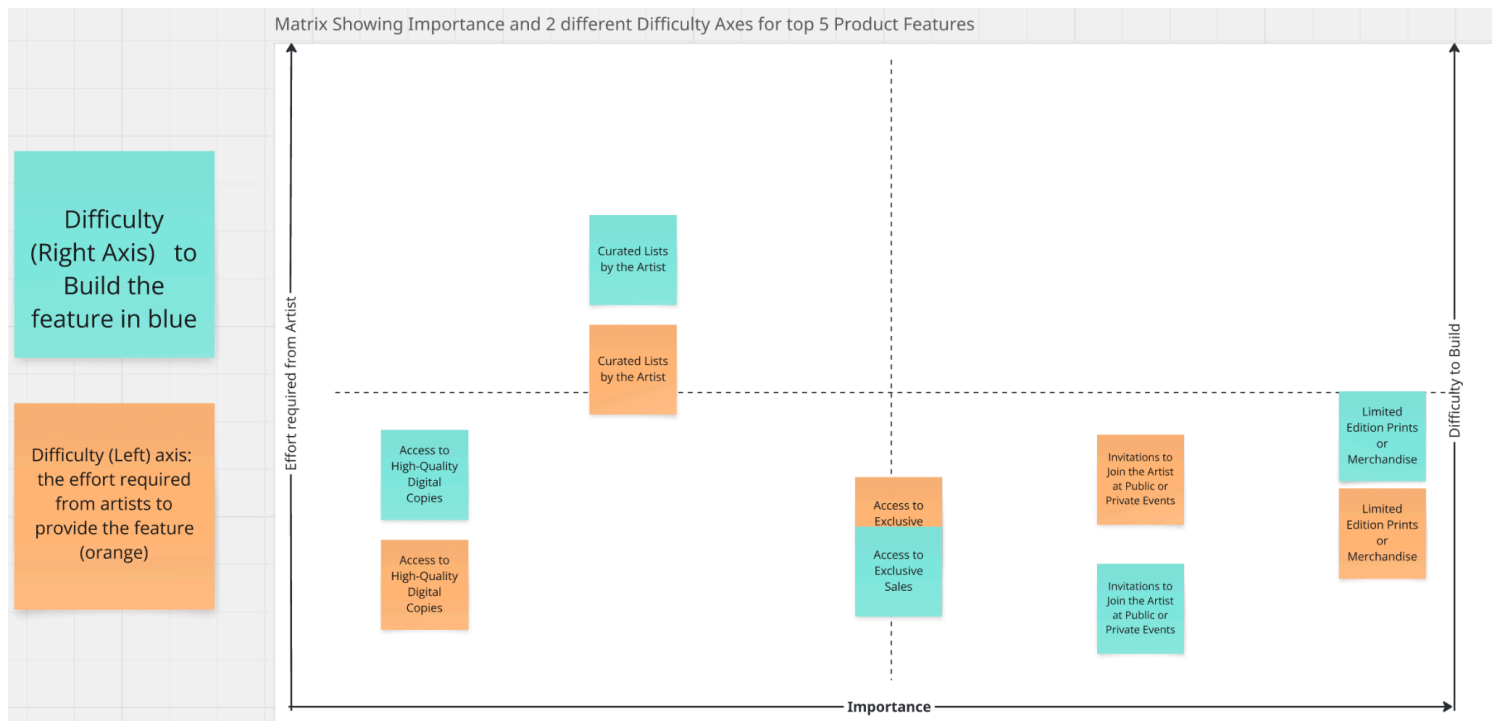 Matrix Showing Importance and 2 different Difficulty Axes for top 5 Product Features
Difficulty
(Right Axis)   to
Build the
feature in blue
Difficulty (Left) axis:
the effort required
from artists to
provide the feature
(orange)
Effort required from Artist
Curated Lists
by the Artist
Curated Lists
by the Artist
Access to
High-Quality
Digital
Copies
Access to
High-Quality
Digital
Copies
Access to
Exclusive
Access to
Exclusive
Sales
Invitations to
Join the Artist
at Public or
Private Events
Invitations to
Join the Artist
at Public or
Private Events
Limited
Edition Prints
or
Merchandise
Limited
Edition Prints
or
Merchandise
Difficulty to Build
Importance